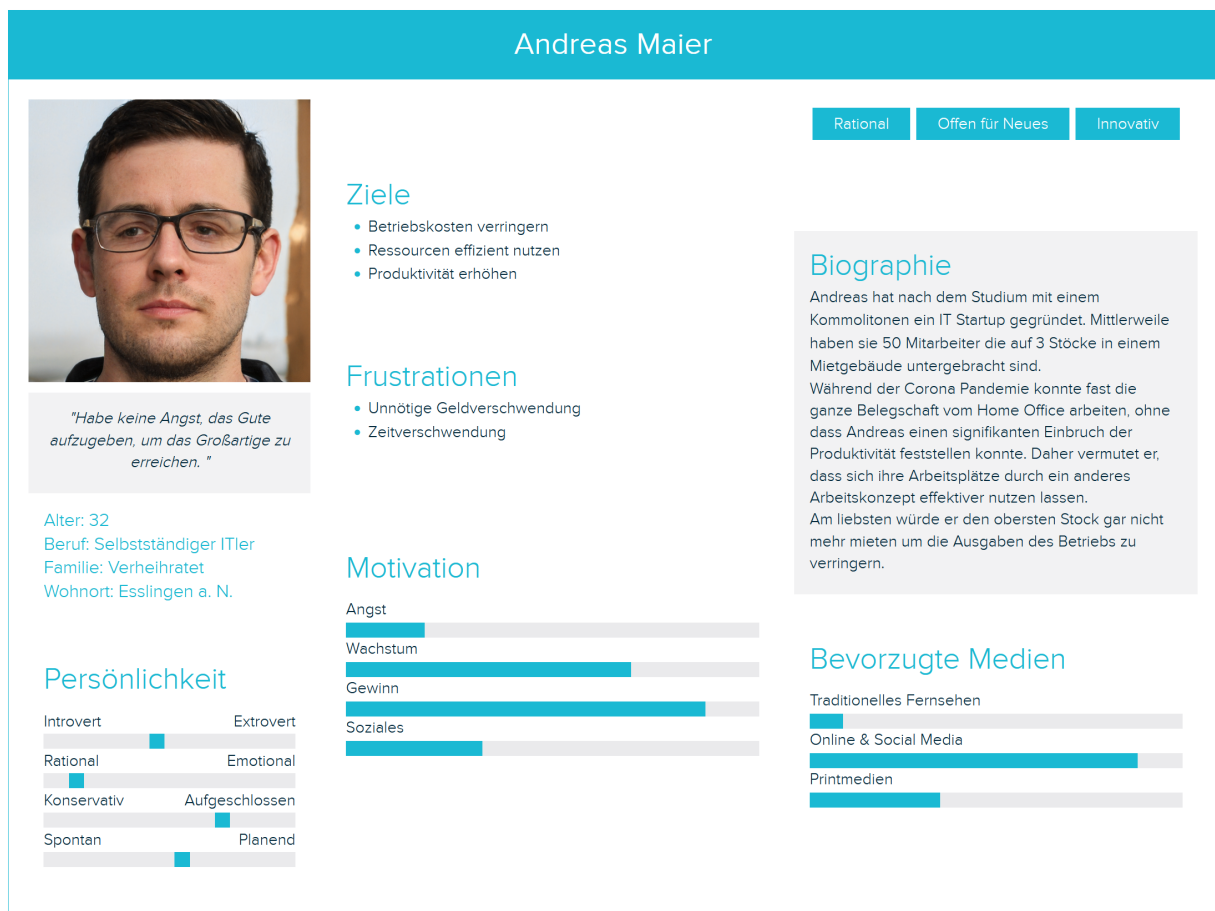 Andreas Maier
"Habe keine Angst, das Gute
aufzugeben, um das Großartige zu
erreichen. "
Alter: 32
Beruf: Selbstständiger ITler
Familie: Verheihratet
Wohnort: Esslingen a. N.
Persönlichkeit
Introvert Extrovert
Rational Emotional
Konservativ Aufgeschlossen
Spontan Planend
Ziele
Betriebskosten verringern
Ressourcen effizient nutzen
Produktivität erhöhen
Frustrationen
Unnötige Geldverschwendung
Zeitverschwendung
Motivation
Angst
Wachstum
Gewinn
Soziales
Rational Offen für Neues Innovativ
Biographie
Andreas hat nach dem Studium mit einem
Kommolitonen ein IT Startup gegründet. Mittlerweile
haben sie 50 Mitarbeiter die auf 3 Stöcke in einem
Mietgebäude untergebracht sind.
Während der Corona Pandemie konnte fast die
ganze Belegschaft vom Home Office arbeiten, ohne
dass Andreas einen signifikanten Einbruch der
Produktivität feststellen konnte. Daher vermutet er,
dass sich ihre Arbeitsplätze durch ein anderes
Arbeitskonzept effektiver nutzen lassen.
Am liebsten würde er den obersten Stock gar nicht
mehr mieten um die Ausgaben des Betriebs zu
verringern.
Bevorzugte Medien
Traditionelles Fernsehen
Online & Social Media
Printmedien